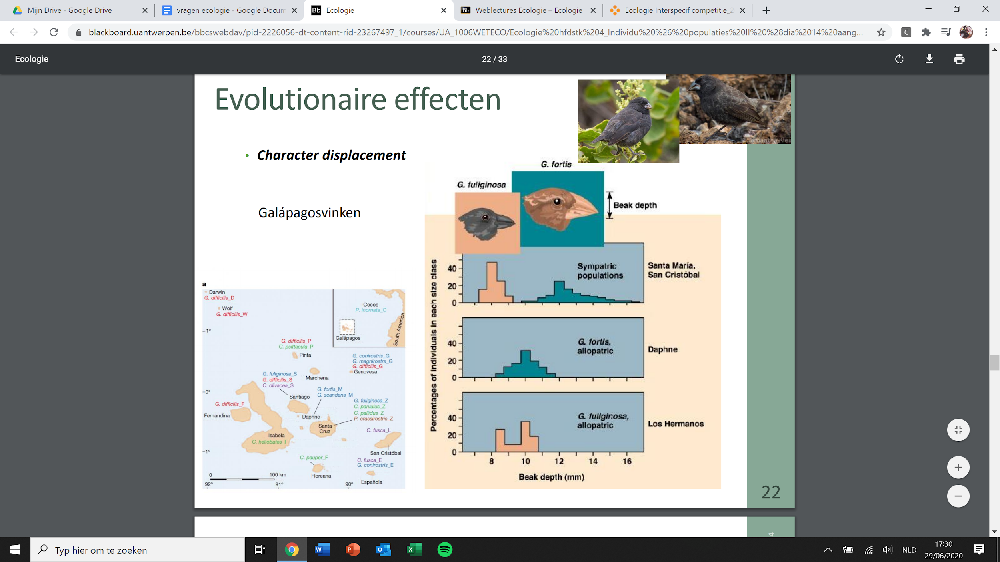 Mijn Drive - Google Drive
vragen ecologie - Google Docum
Bb Ecologie
Bb Weblectures Ecologie – Ecologie
Ecologie Interspecif competitie_2
blackboard.uantwerpen.be/bbcswebdav/pid-2226056-dt-content-rid-23267497_1/courses/UA_1006WETECO/Ecologie%20hfdstk%204_Individu%20%26%20populaties%20II%20%28dia%2014%20aang...
C
Ecologie
22 / 33
Evolutionaire effecten
Samantha Klei
• Character displacement
Galápagosvinken
G. fortis
G. fuliginosa
Beak depth
Percentages of individuals in each size class
40
20
0
Sympatric
populations
Santa María,
San Cristóbal
40
20
0
G. fortis,
allopatric
Daphne
40
20
0
G. fuliginosa,
allopatric
Los Hermanos
8 10 12 14 16
Beak depth (mm)
a
Darwin
G. difficilis_D
Wolf
G. difficilis_W
Cocos
P. inornata_C
South America
Galápagos
1°
G. difficilis_P
C. psittacula_P
Pinta
G. conirostris_G
G. magnirostrs_G
G. difficilis_G
Genovesa
Marchena
G. fuliginosa_S
G. difficilis_S
C. olivacea_S
Santiago
0°
G. fortis_M
G. scandens_M
Daphne
G. fuliginosa_Z
C. parvulus_Z
C. pallidus_Z
P. crassirostris_Z
G. difficilis_F
Fernandina
Santa
Cruz
C. fusca_L
Isabela
C. heliobates_I
San Cristóbal
1°
C. pauper_F
Floreana
C. fusca_E
G. conirostris_E
Española
0 100 km
92° 91° 90°
22
4
Typ hier om te zoeken
W
P
O
X
NLD
17:30
29/06/2020